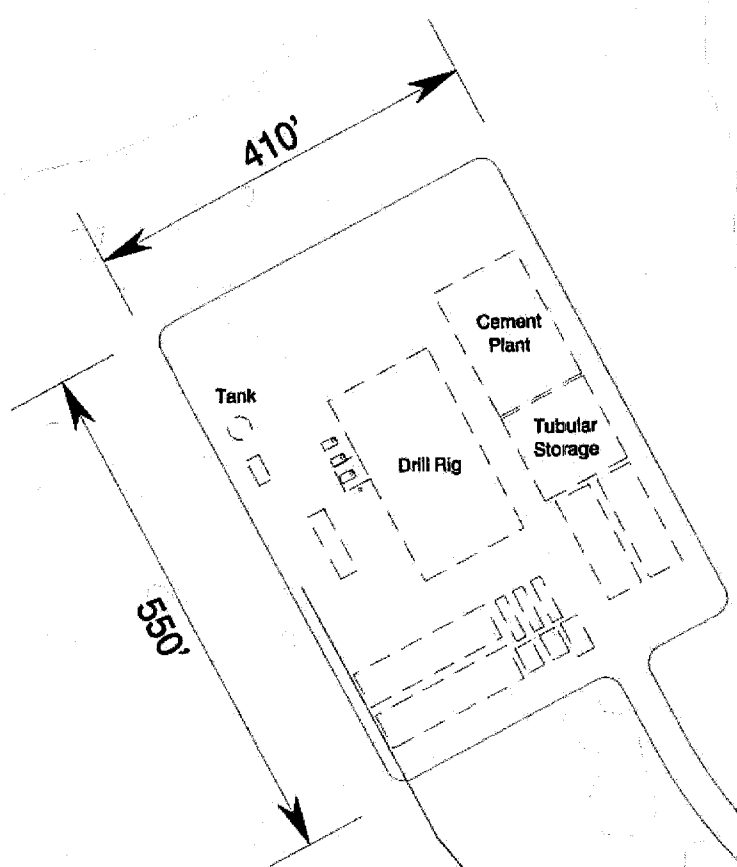 410'
Cement
Plant
Tank
Tubular
Storage
Drill Rig
550'